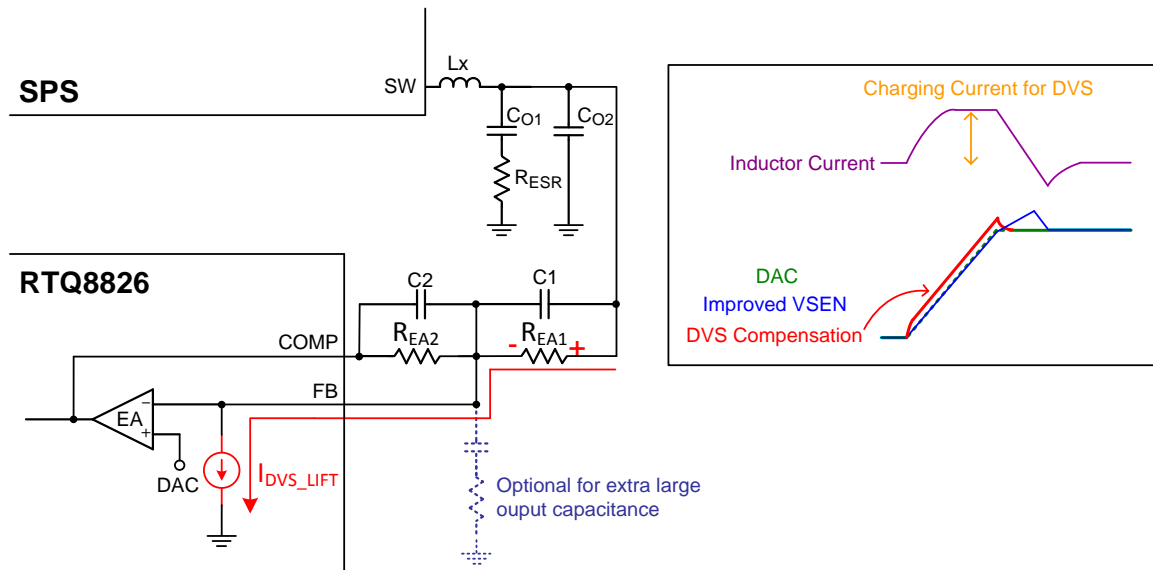 SPS
SW
Lx
CO1
CO2
RESR
RTQ8826
C2
C1
REA2
REA1
- +
COMP
FB
EA
−
+
DAC
IDVS_LIFT
Optional for extra large
ouput capacitance
Charging Current for DVS
Inductor Current
DAC
Improved VSEN
DVS Compensation